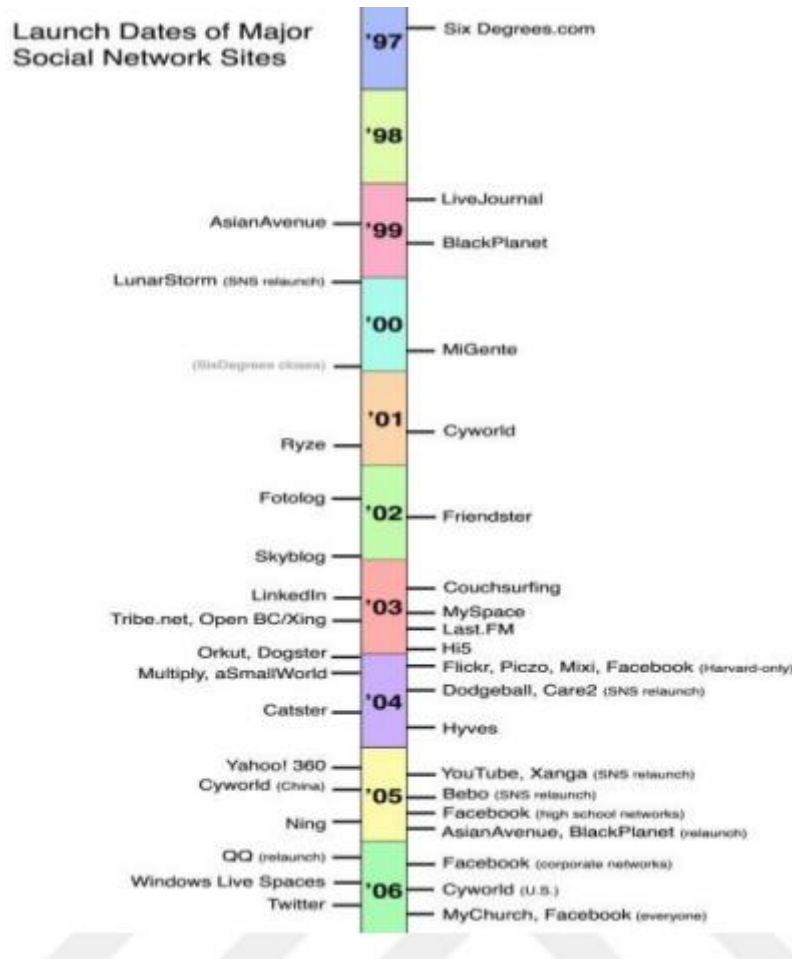 Launch Dates of Major
Social Network Sites
'97
Six Degrees.com
'98
'99
LiveJournal
AsianAvenue
BlackPlanet
LunarStorm (SNS relaunch)
'00
MiGente
(SixDegrees closes)
'01
Cyworld
Ryze
Fotolog
'02
Friendster
Skyblog
Couchsurfing
LinkedIn
'03
MySpace
Tribe.net, Open BC/Xing
Last.FM
Hi5
Orkut, Dogster
Flickr, Piczo, Mixi, Facebook (Harvard-only)
Multiply, aSmallWorld
Dodgeball, Care2 (SNS relaunch)
'04
Catster
Hyves
Yahoo! 360
YouTube, Xanga (SNS relaunch)
Cyworld (China)
'05
Bebo (SNS relaunch)
Facebook (high school networks)
Ning
AsianAvenue, BlackPlanet (relaunch)
QQ (relaunch)
Facebook (corporate networks)
Windows Live Spaces
'06
Cyworld (U.S.)
Twitter
MyChurch, Facebook (everyone)